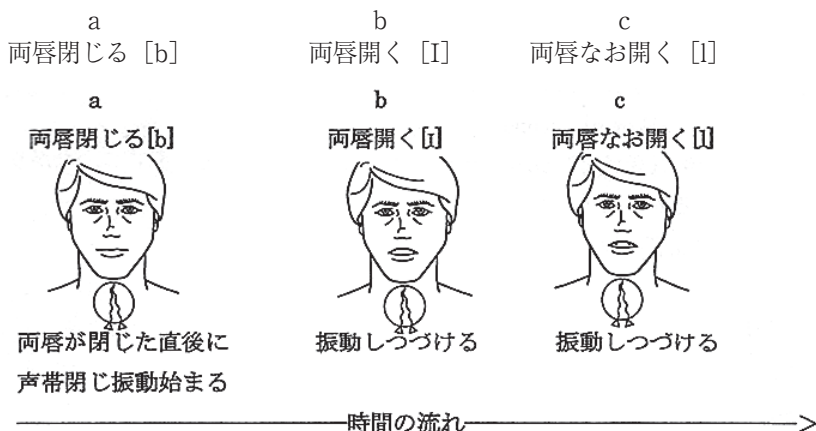 a b c
両唇閉じる［b］ 両唇開く［I］ 両唇なお開く［l］
a b c
両唇閉じる[b] 両唇開く[I] 両唇なお開く[l]
両唇が閉じた直後に 振動しつづける 振動しつづける
声帯閉じ振動始まる
時間の流れ